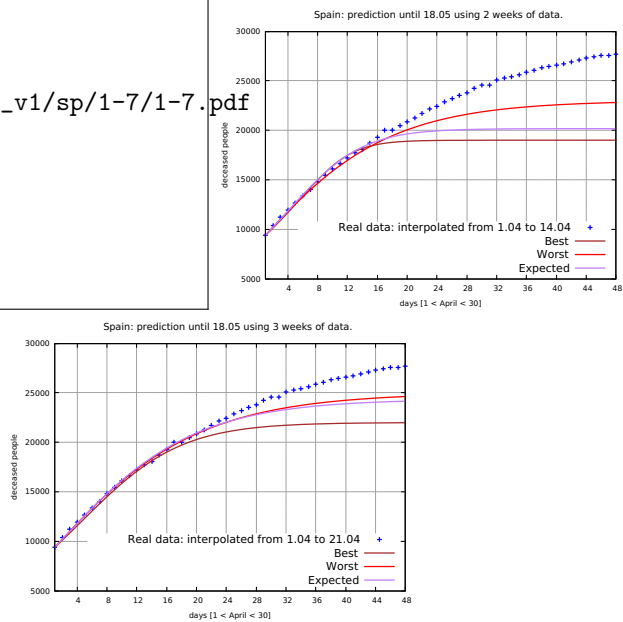 _v1/sp/1-7/1-7.pdf
Spain: prediction until 18.05 using 2 weeks of data.
30000
25000
20000
15000
10000
5000
deceased people
Real data: interpolated from 1.04 to 14.04
Best
Worst
Expected
4 8 12 16 20 24 28 32 36 40 44 48
days [1 < April < 30]
Spain: prediction until 18.05 using 3 weeks of data.
30000
25000
20000
15000
10000
5000
deceased people
Real data: interpolated from 1.04 to 21.04
Best
Worst
Expected
4 8 12 16 20 24 28 32 36 40 44 48
days [1 < April < 30]